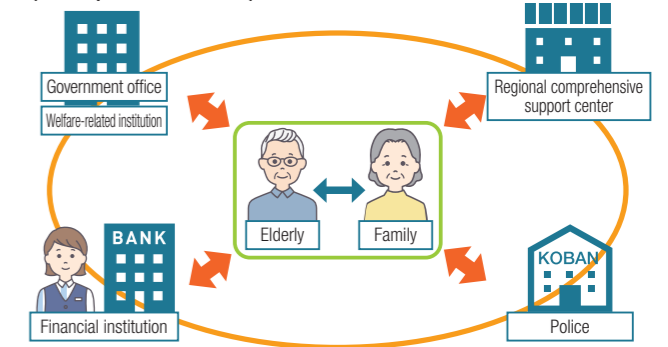 Government office
Welfare-related institution
Regional comprehensive
support center
Elderly
Family
BANK
Financial institution
KOBAN
Police